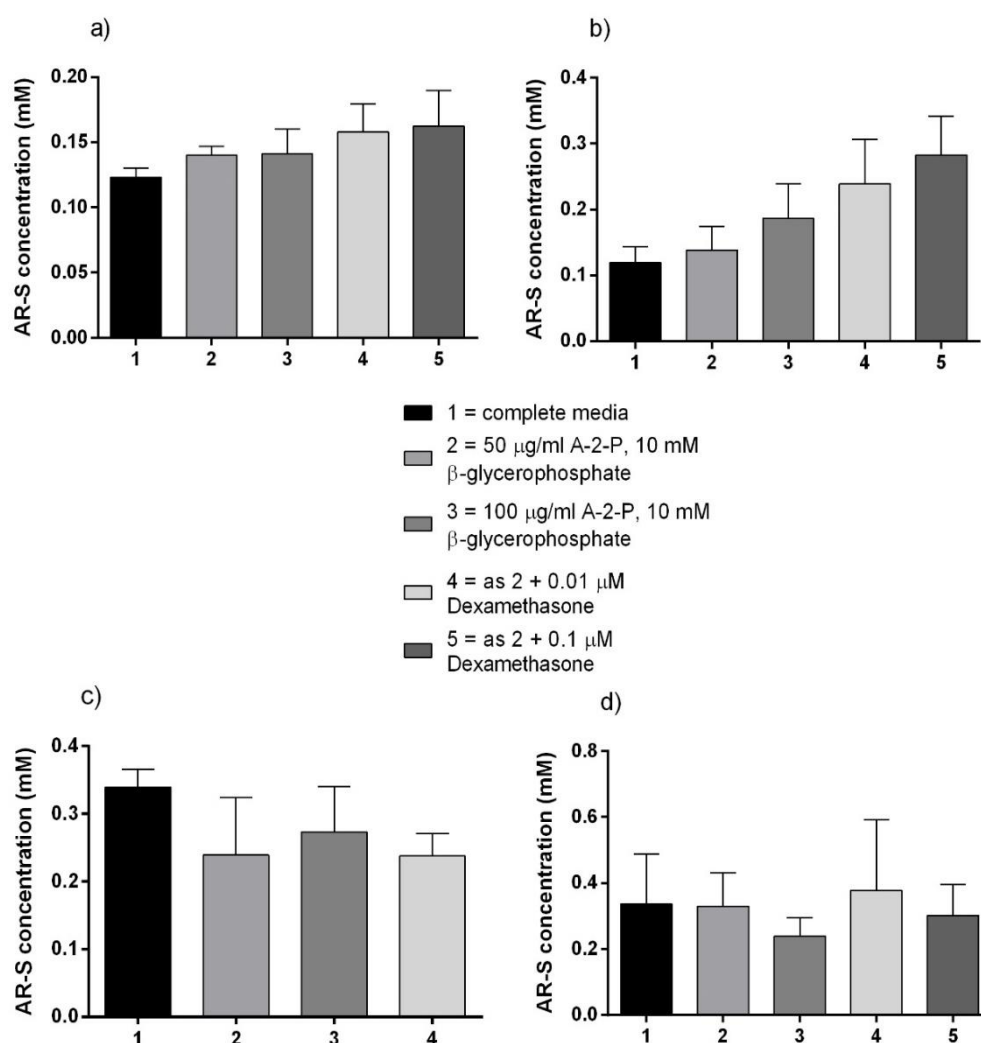 a)
AR-S concentration (mM)
0.20
0.15
0.10
0.05
0.00
1 2 3 4 5
b)
AR-S concentration (mM)
0.4
0.3
0.2
0.1
0.0
1 2 3 4 5
1 = complete media
2 = 50 μg/ml A-2-P, 10 mM
β-glycerophosphate
3 = 100 μg/ml A-2-P, 10 mM
β-glycerophosphate
4 = as 2 + 0.01 μM
Dexamethasone
5 = as 2 + 0.1 μM
Dexamethasone
c)
AR-S concentration (mM)
0.4
0.3
0.2
0.1
0.0
1 2 3 4
d)
AR-S concentration (mM)
0.8
0.6
0.4
0.2
0.0
1 2 3 4 5